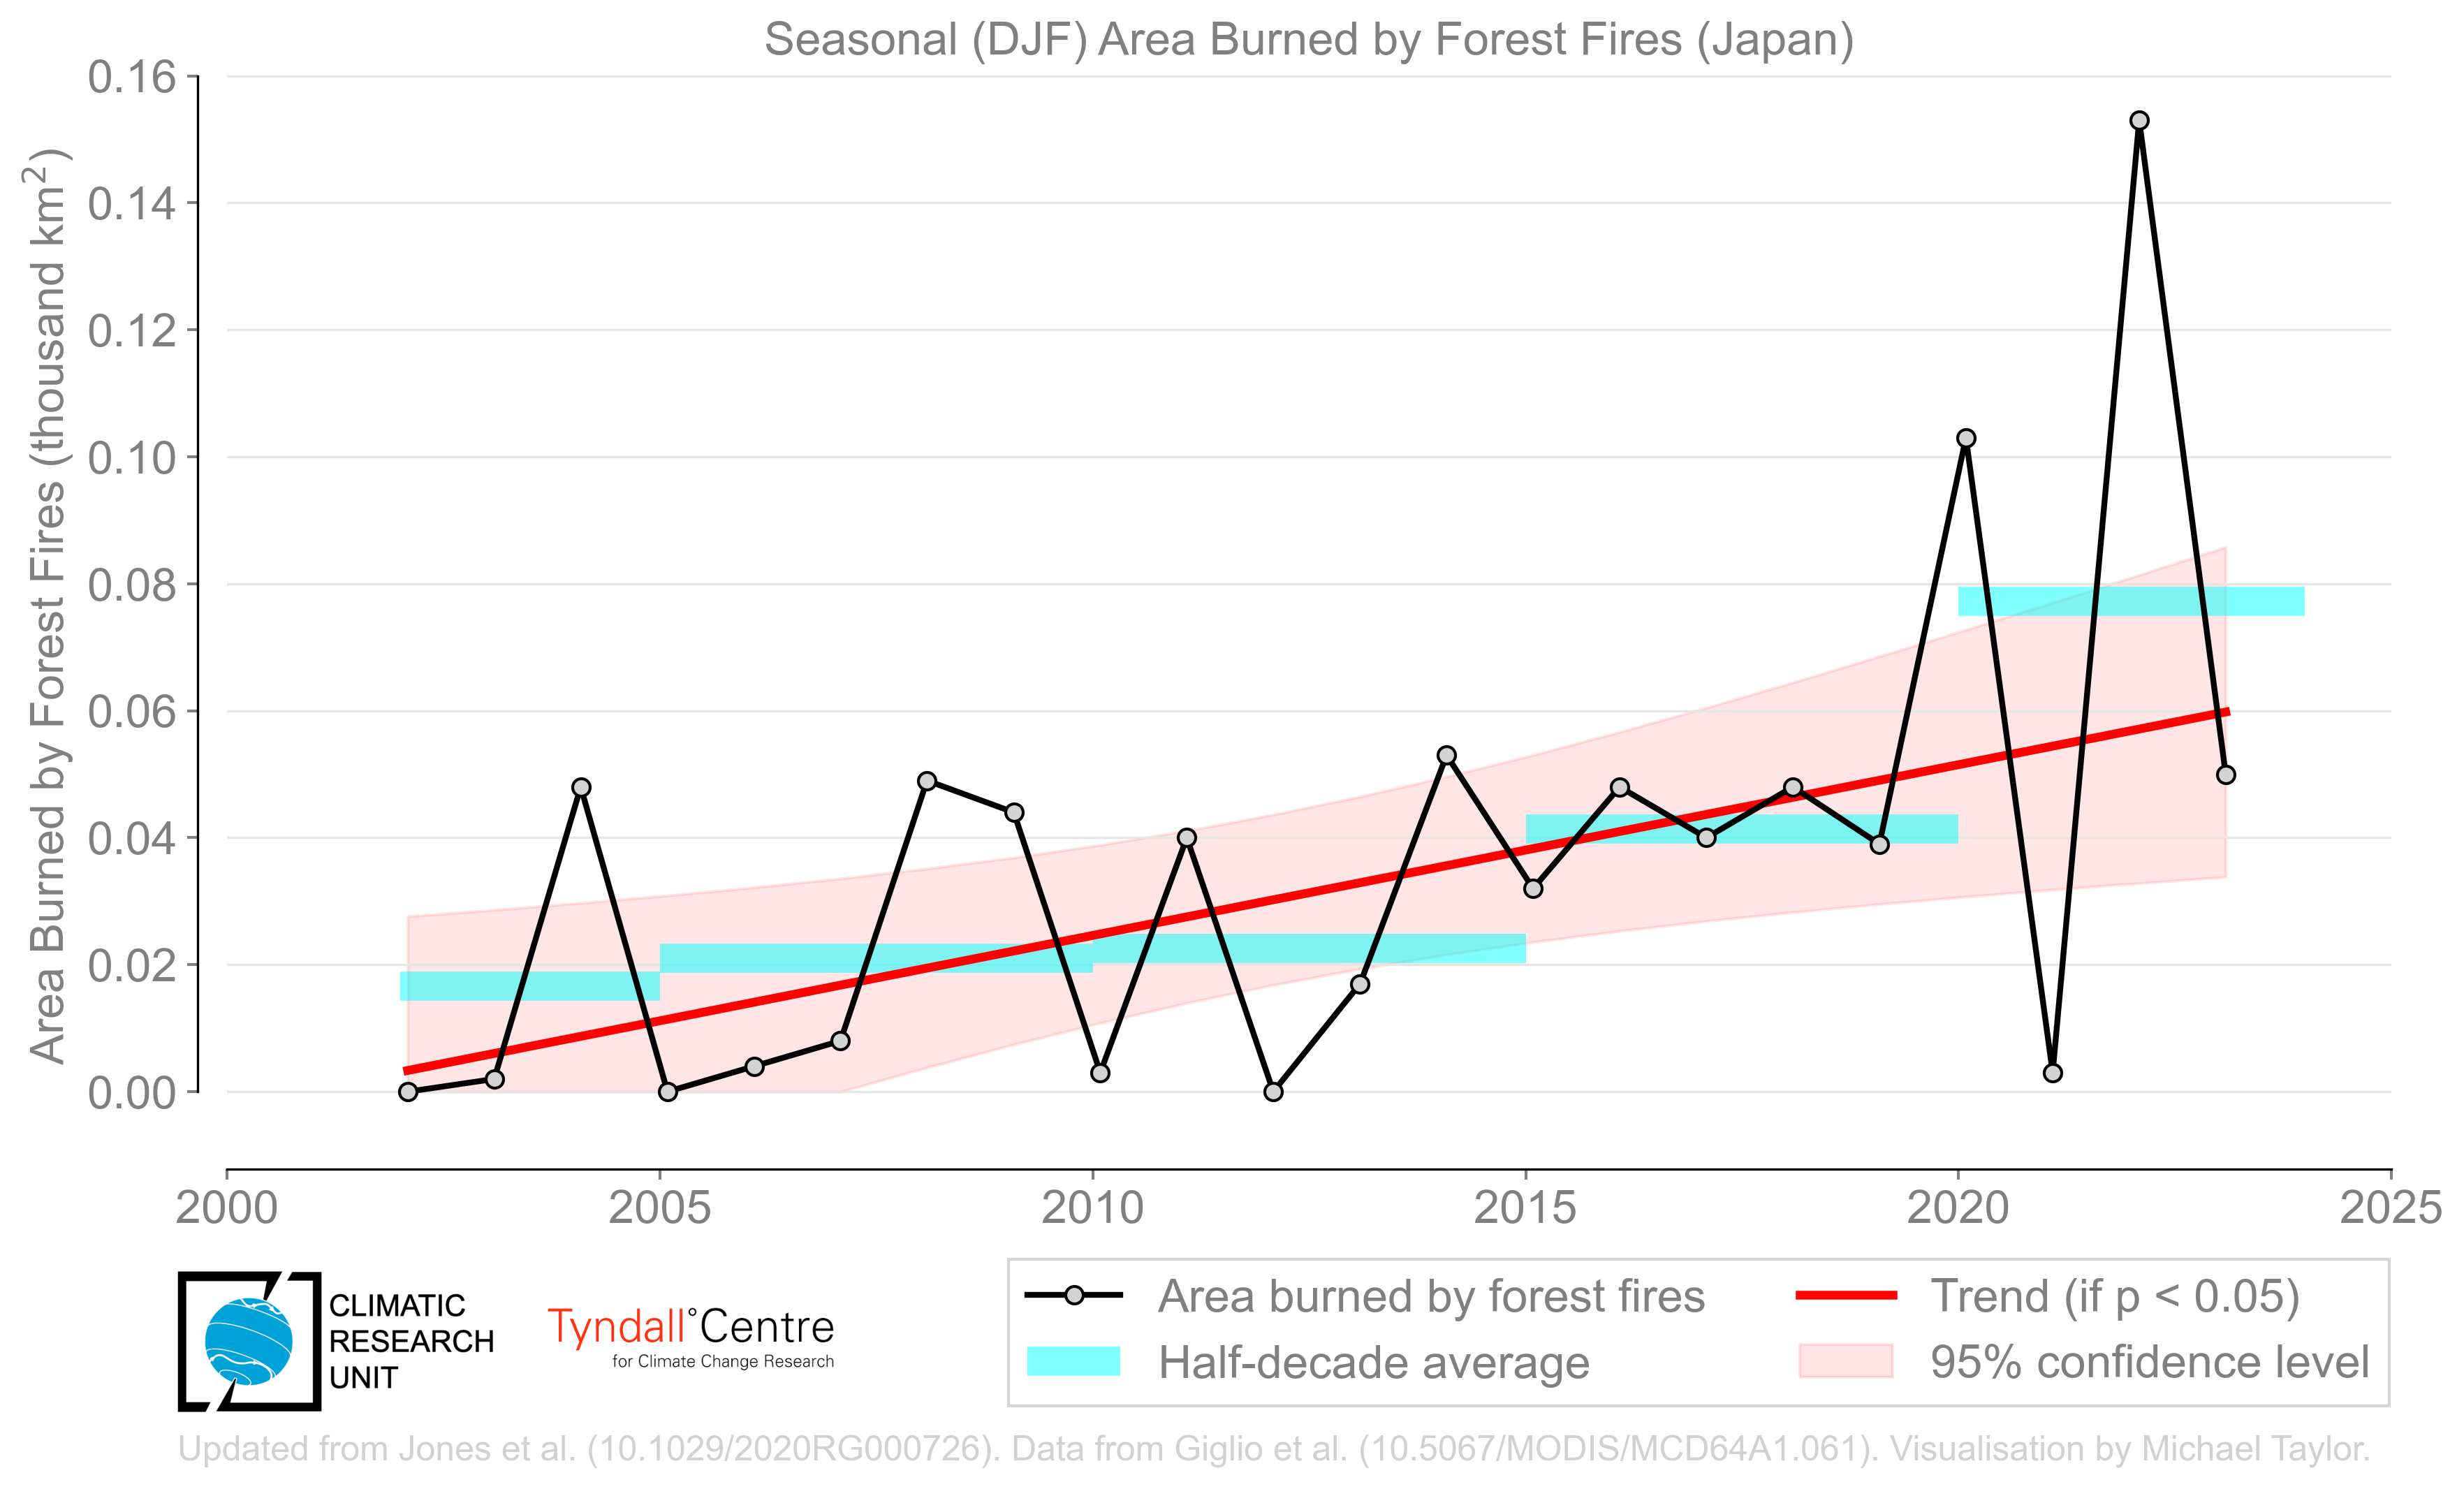 Seasonal (DJF) Area Burned by Forest Fires (Japan)
Area Burned by Forest Fires (thousand km²)
0.16
0.14
0.12
0.10
0.08
0.06
0.04
0.02
0.00
2000 2005 2010 2015 2020 2025
CLIMATIC
RESEARCH
UNIT
Tyndall°Centre
for Climate Change Research
Area burned by forest fires
Half-decade average
Trend (if p < 0.05)
95% confidence level
Updated from Jones et al. (10.1029/2020RG000726). Data from Giglio et al. (10.5067/MODIS/MCD64A1.061). Visualisation by Michael Taylor.